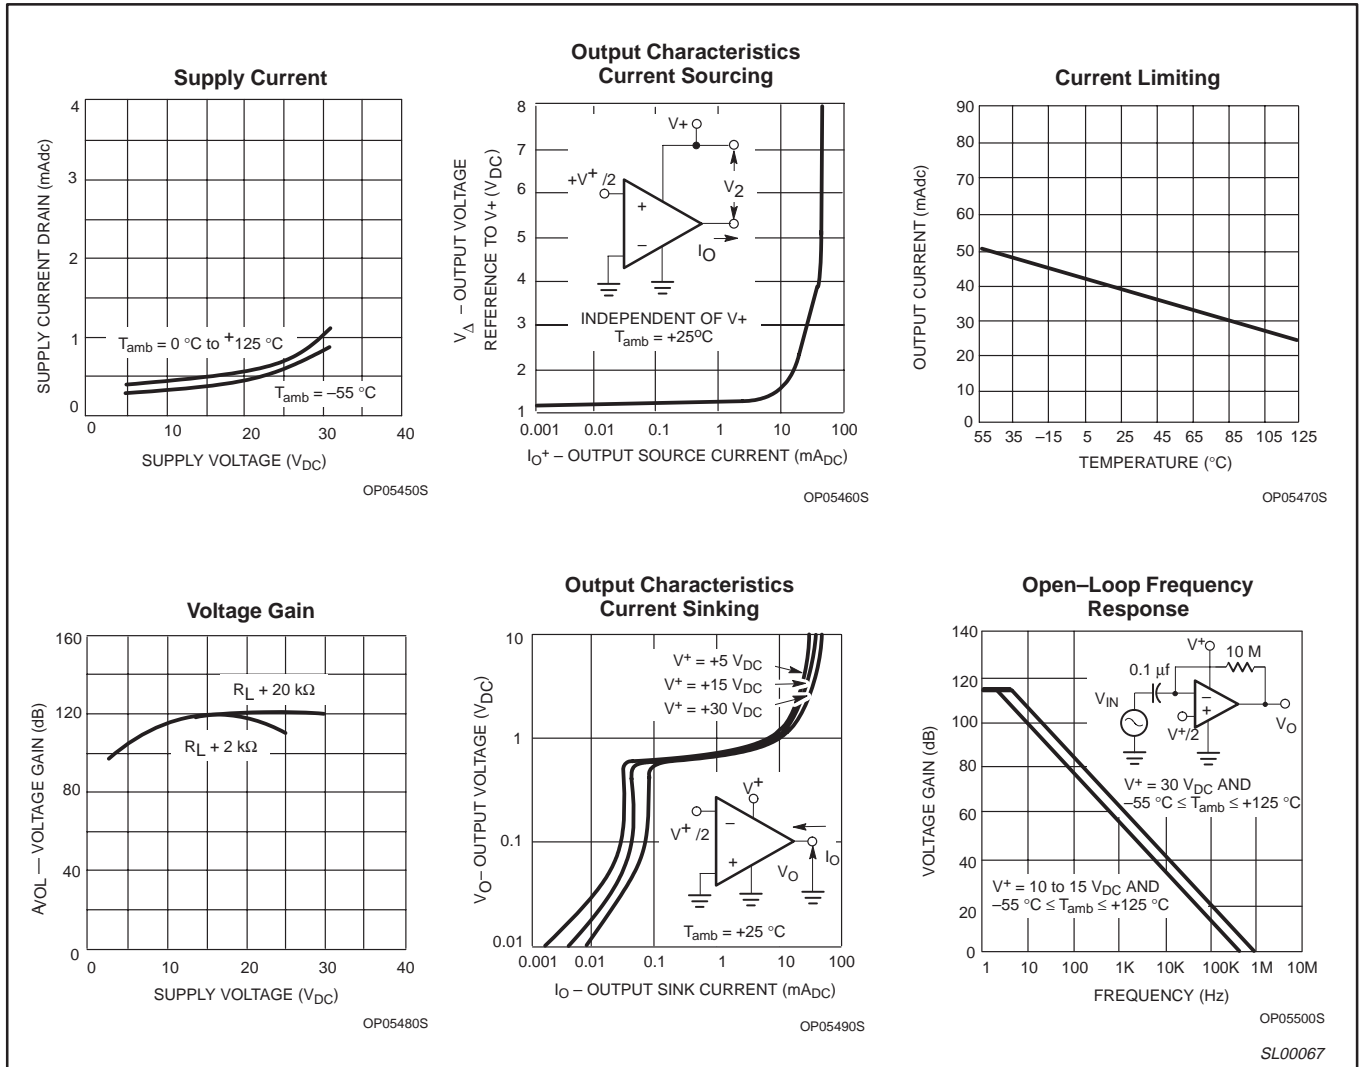 Supply Current
4
3
2
1
0
SUPPLY CURRENT DRAIN (mAdc)
Tamb = 0 °C to +125 °C
Tamb = –55 °C
0 10 20 30 40
SUPPLY VOLTAGE (VDC)
OP05450S
Output Characteristics
Current Sourcing
8
7
6
5
4
3
2
1
V∆ – OUTPUT VOLTAGE
REFERENCE TO V+ (VDC)
V+
+V+ /2
V2
+
–
IO
INDEPENDENT OF V+
Tamb = +25°C
0.001 0.01 0.1 1 10 100
IO+ – OUTPUT SOURCE CURRENT (mADC)
OP05460S
Current Limiting
90
80
70
60
50
40
30
20
10
0
OUTPUT CURRENT (mAdc)
55 35 –15 5 25 45 65 85 105 125
TEMPERATURE (°C)
OP05470S
Voltage Gain
160
120
80
40
0
AVOL — VOLTAGE GAIN (dB)
RL + 20 kΩ
RL + 2 kΩ
0 10 20 30 40
SUPPLY VOLTAGE (VDC)
OP05480S
Output Characteristics
Current Sinking
10
1
0.1
0.01
VO– OUTPUT VOLTAGE (VDC)
V+ = +5 VDC
V+ = +15 VDC
V+ = +30 VDC
V+
–
V+ /2
+
VO
IO
Tamb = +25 °C
0.001 0.01 0.1 1 10 100
IO – OUTPUT SINK CURRENT (mADC)
OP05490S
Open–Loop Frequency
Response
140
120
100
80
60
40
20
0
VOLTAGE GAIN (dB)
V+
10 M
0.1 µf
VIN
–
+
V+/2
VO
V+ = 30 VDC AND
–55 °C ≤ Tamb ≤ +125 °C
V+ = 10 to 15 VDC AND
–55 °C ≤ Tamb ≤ +125 °C
1 10 100 1K 10K 100K 1M 10M
FREQUENCY (Hz)
OP05500S
SL00067